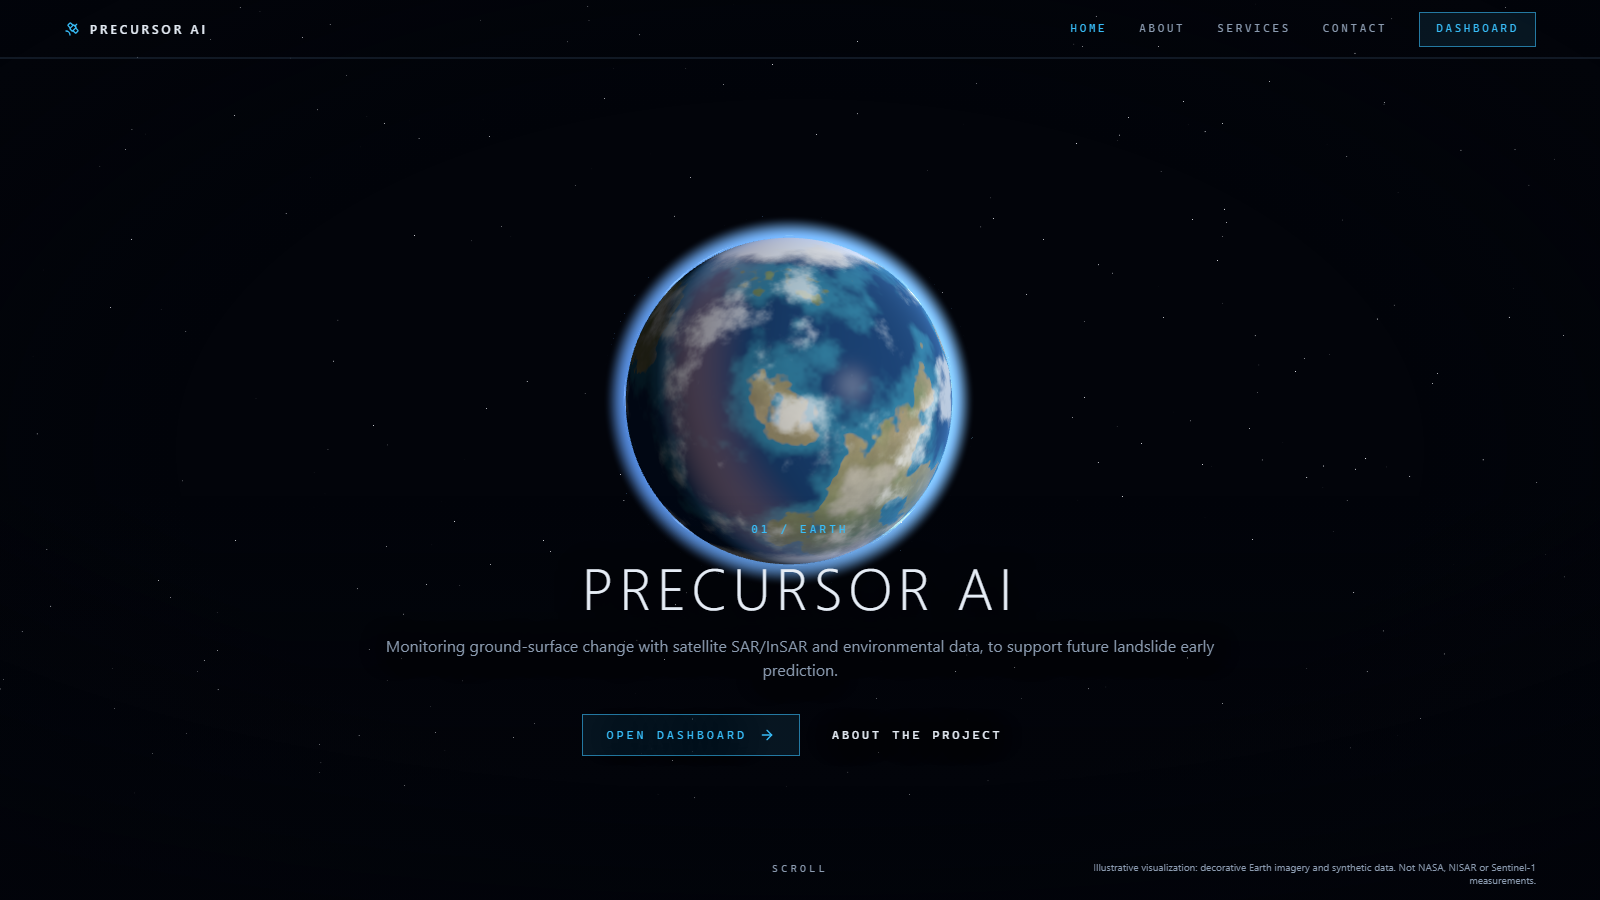 PRECURSOR AI
HOME
ABOUT
SERVICES
CONTACT
DASHBOARD
01 / EARTH
PRECURSOR AI
Monitoring ground-surface change with satellite SAR/InSAR and environmental data, to support future landslide early
prediction.
OPEN DASHBOARD
ABOUT THE PROJECT
SCROLL
Illustrative visualization: decorative Earth imagery and synthetic data. Not NASA, NISAR or Sentinel-1
measurements.